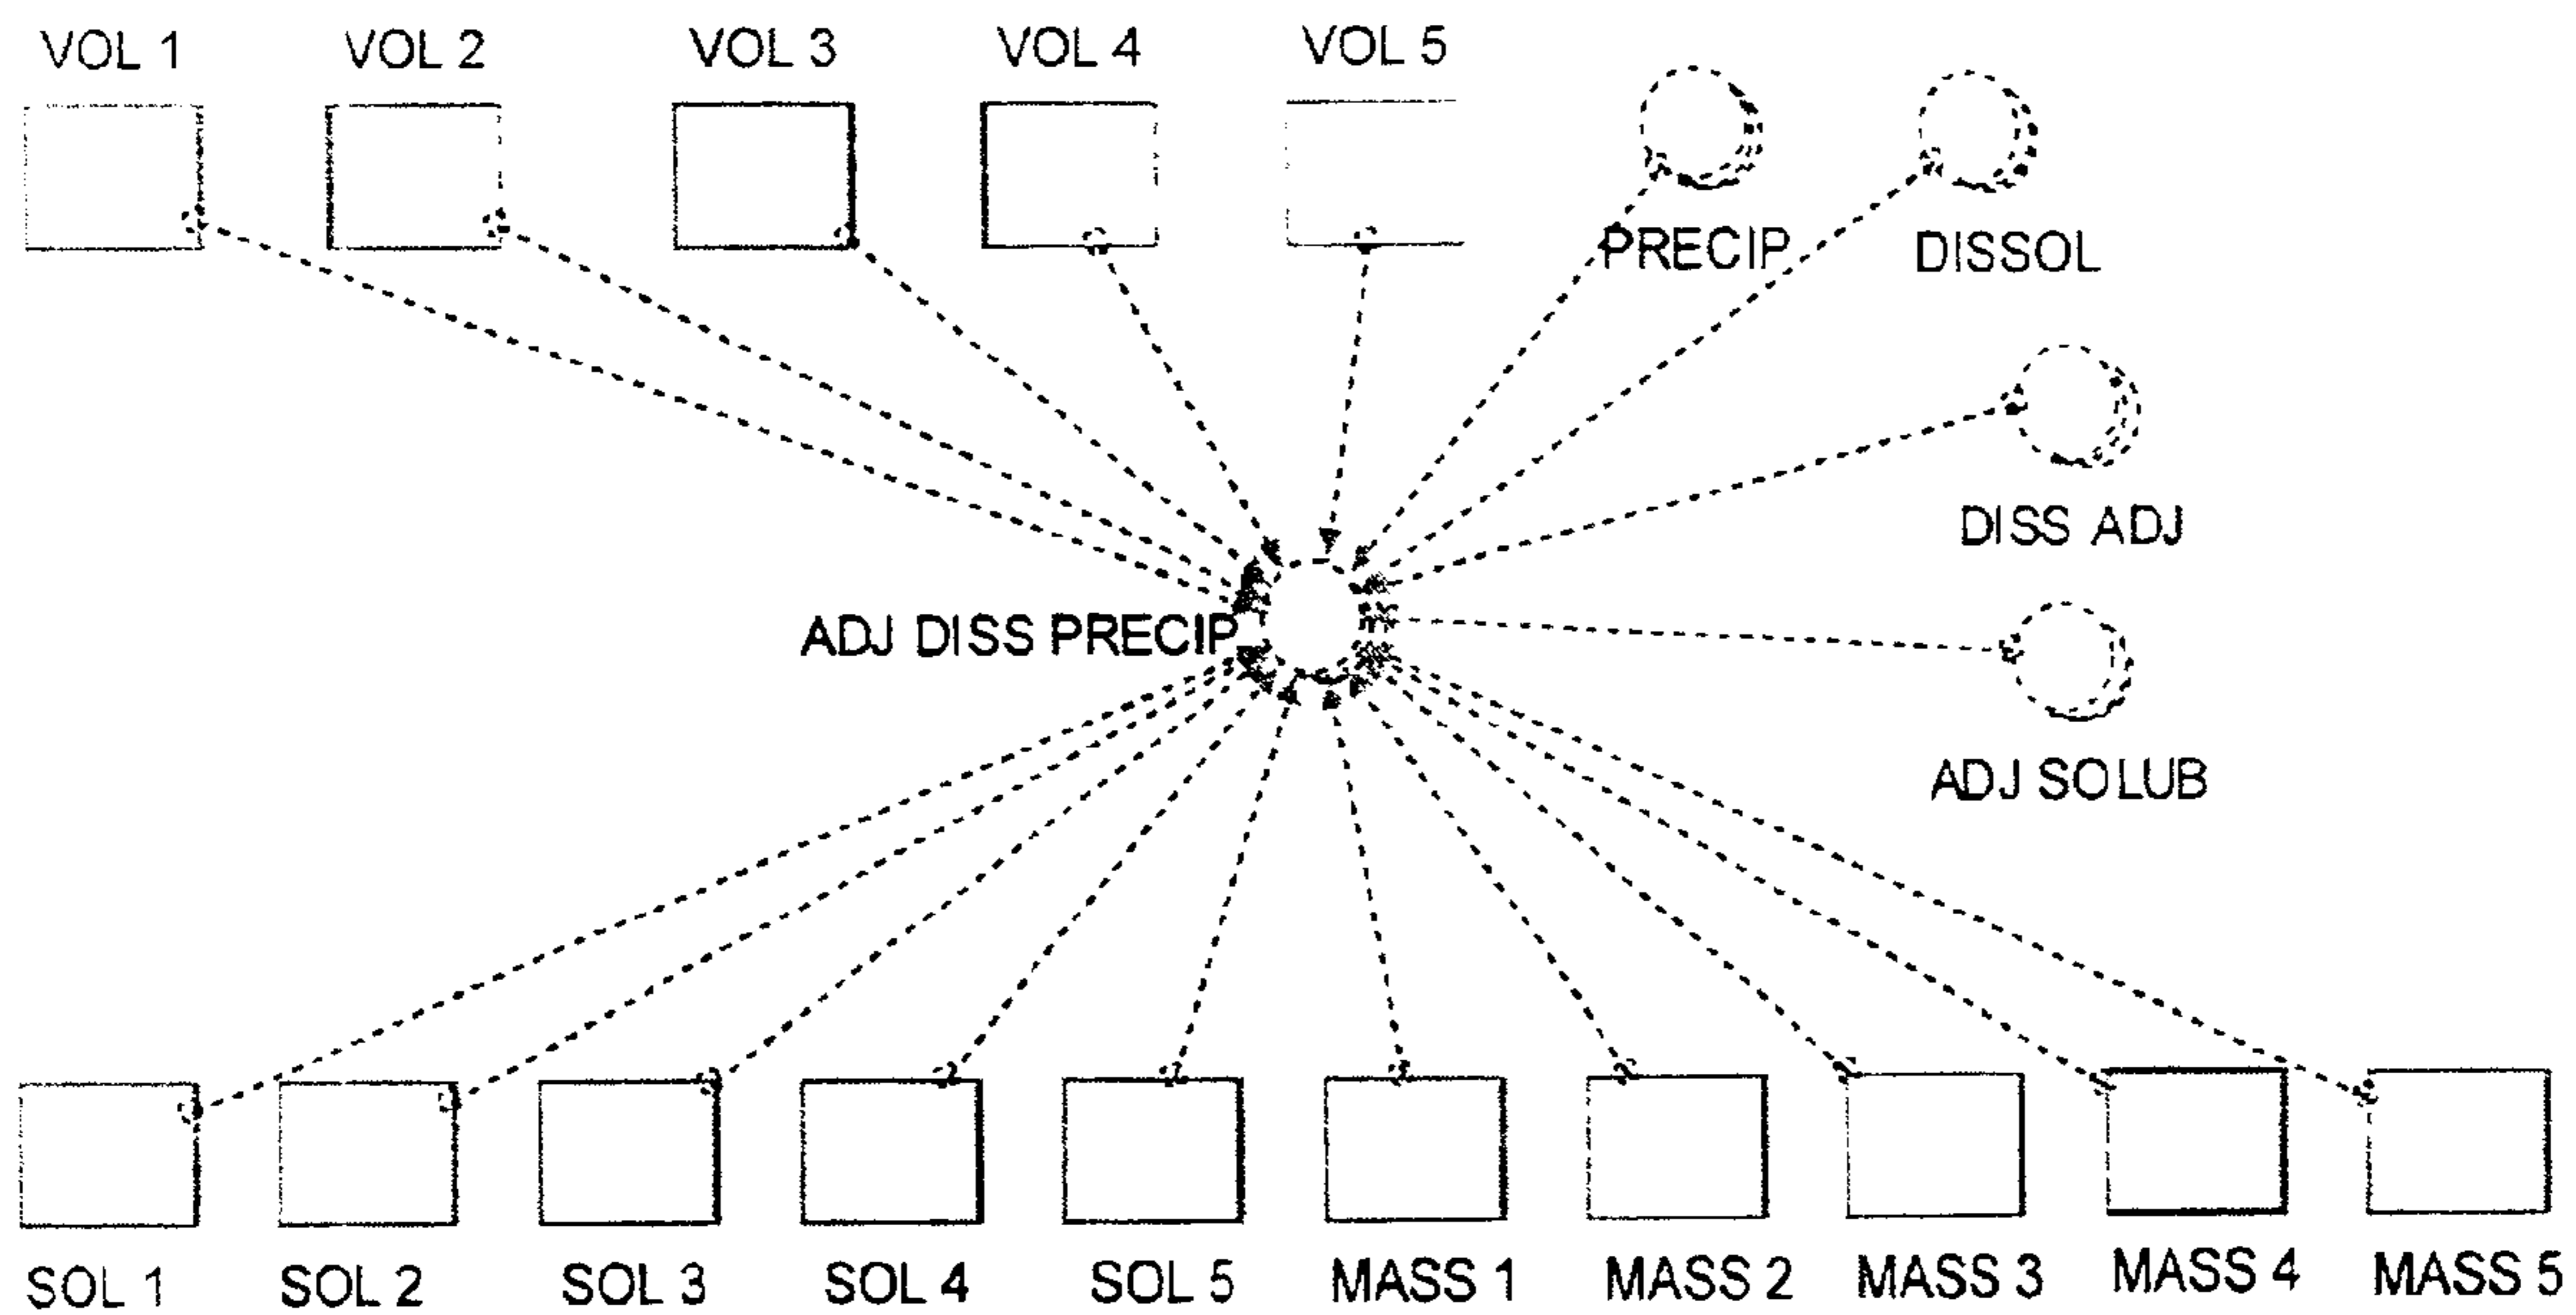 VOL 1 VOL 2 VOL 3 VOL 4 VOL 5
PRECIP DISSOL
DISS ADJ
ADJ DISS PRECIP
ADJ SOLUB
SOL 1 SOL 2 SOL 3 SOL 4 SOL 5 MASS 1 MASS 2 MASS 3 MASS 4 MASS 5